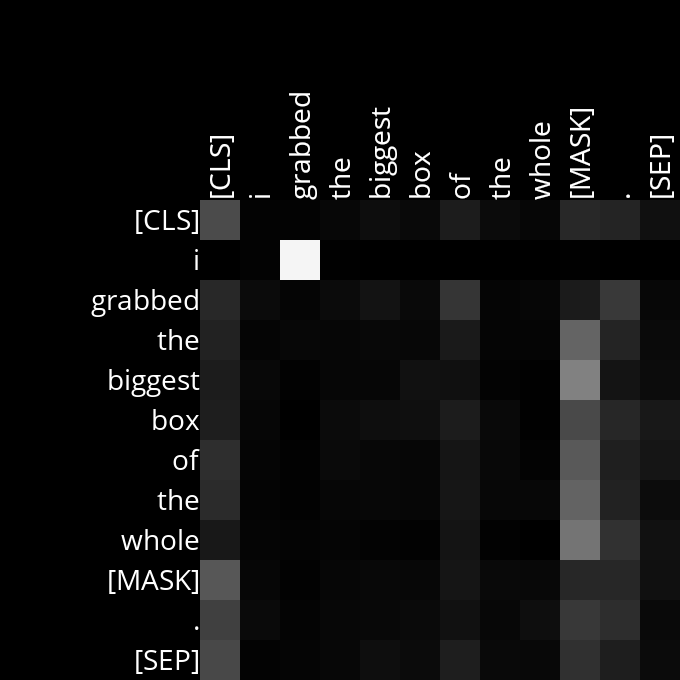 [CLS]
i
grabbed
the
biggest
box
of
the
whole
[MASK]
.
[SEP]
[CLS]
i
grabbed
the
biggest
box
of
the
whole
[MASK]
.
[SEP]